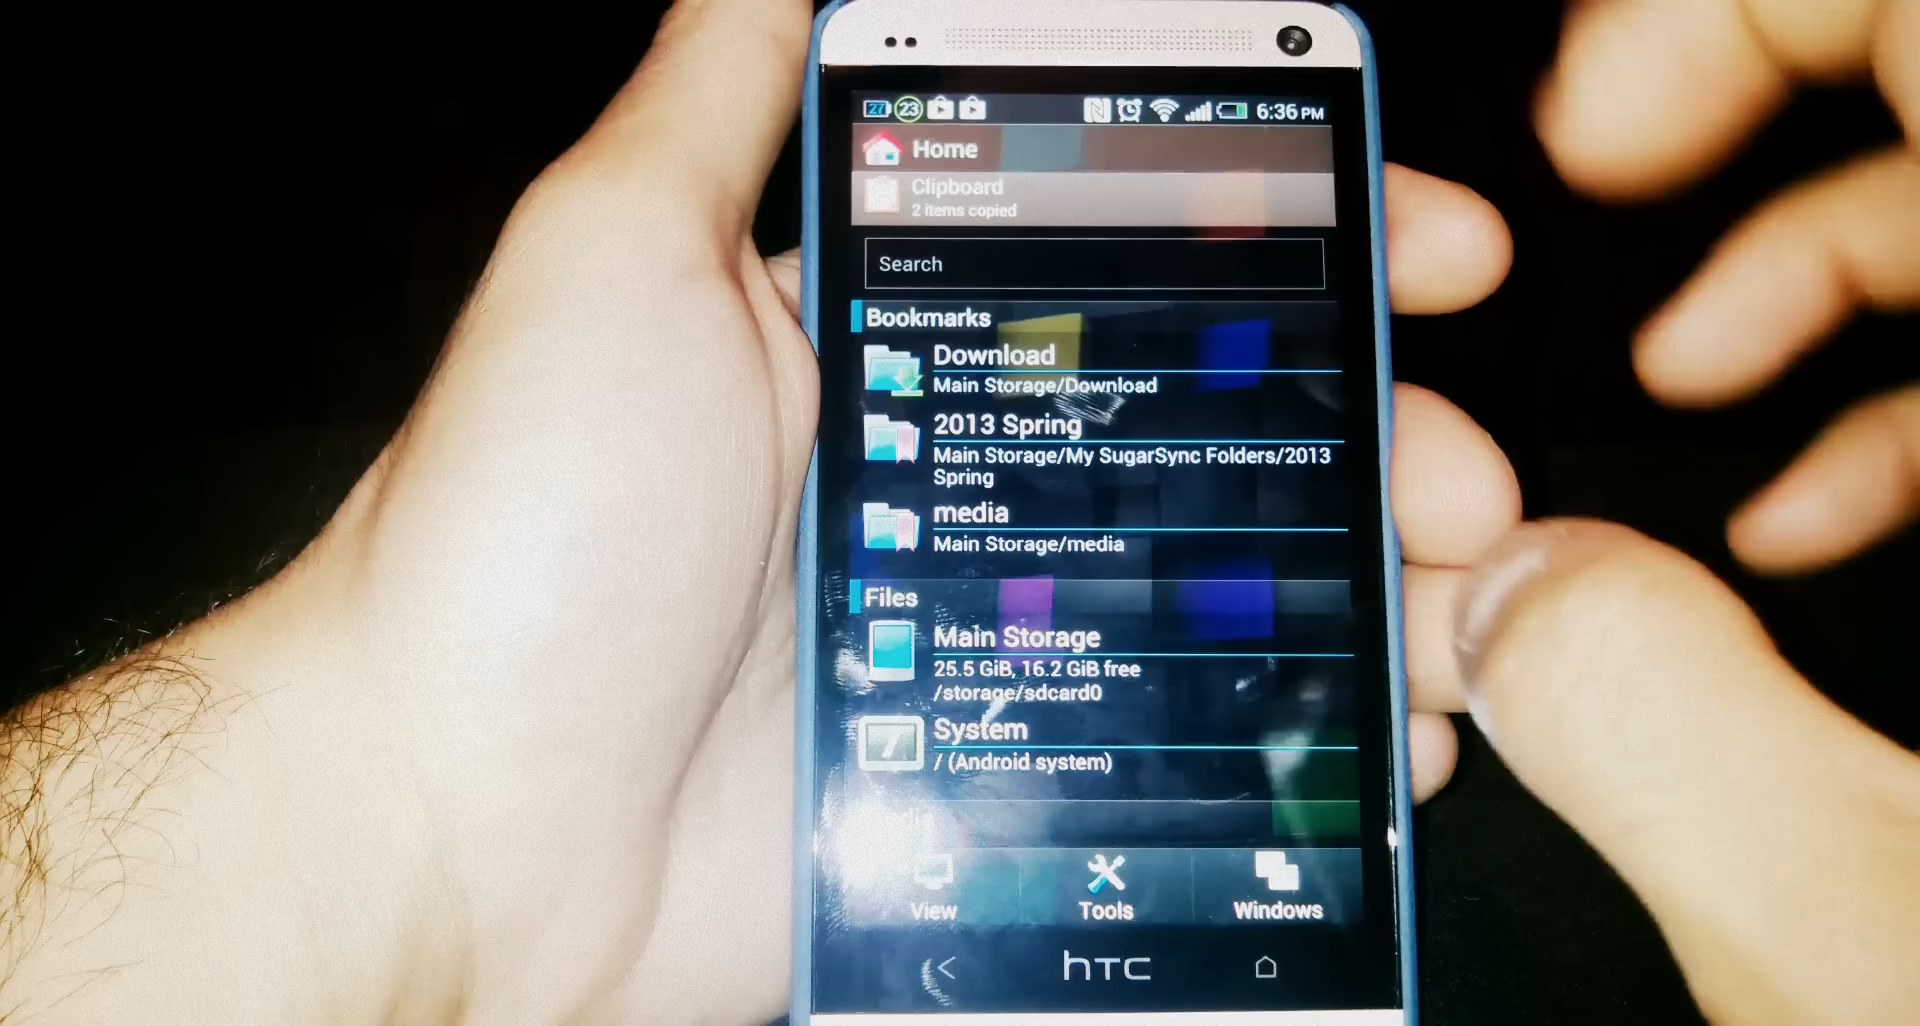 27 23 6:36 PM
Home
Clipboard
2 items copied
Search
Bookmarks
Download
Main Storage/Download
2013 Spring
Main Storage/My SugarSync Folders/2013
Spring
media
Main Storage/media
Files
Main Storage
25.5 GiB, 16.2 GiB free
/storage/sdcard0
System
/ (Android system)
View Tools Windows
hTC